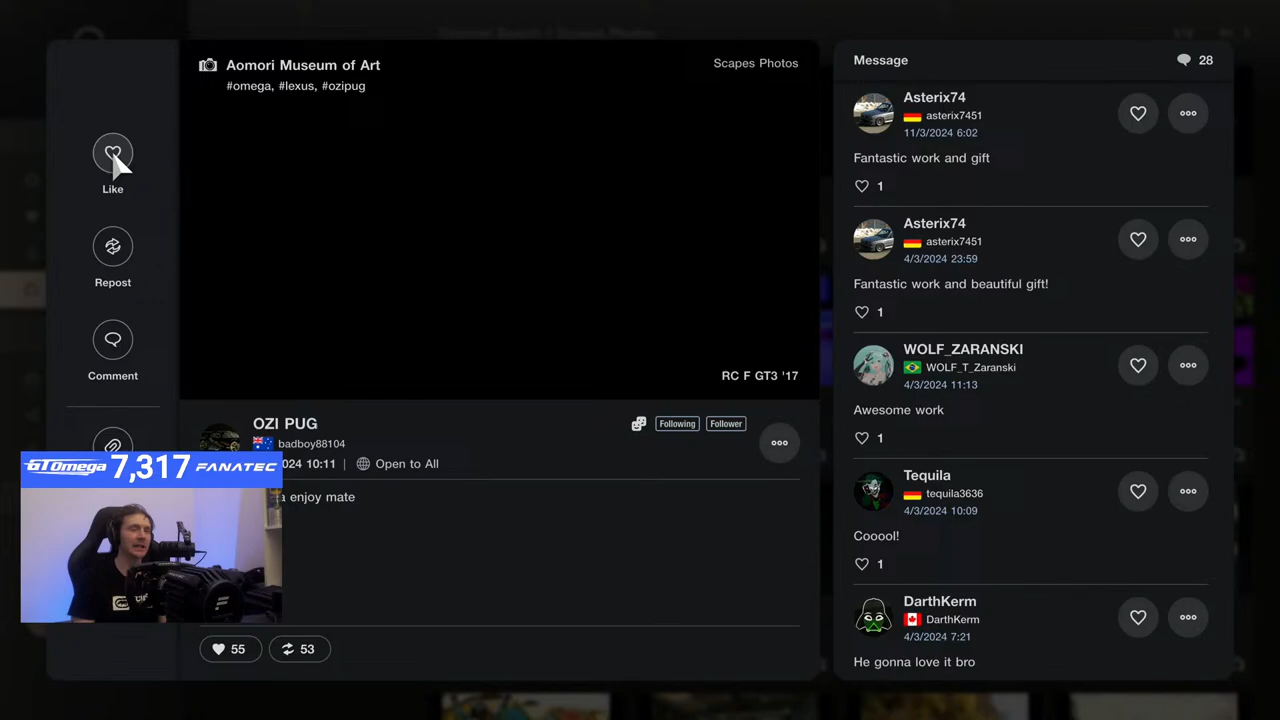 Aomori Museum of Art
#omega, #lexus, #ozipug
Scapes Photos
Like
Repost
Comment
RC F GT3 '17
OZI PUG
badboy88104
024 10:11 | Open to All
Following
Follower
a enjoy mate
55
53
GTOmega 7,317 FANATEC
Message
28
Asterix74
asterix7451
11/3/2024 6:02
Fantastic work and gift
1
Asterix74
asterix7451
4/3/2024 23:59
Fantastic work and beautiful gift!
1
WOLF_ZARANSKI
WOLF_T_Zaranski
4/3/2024 11:13
Awesome work
1
Tequila
tequila3636
4/3/2024 10:09
Cooool!
1
DarthKerm
DarthKerm
4/3/2024 7:21
He gonna love it bro